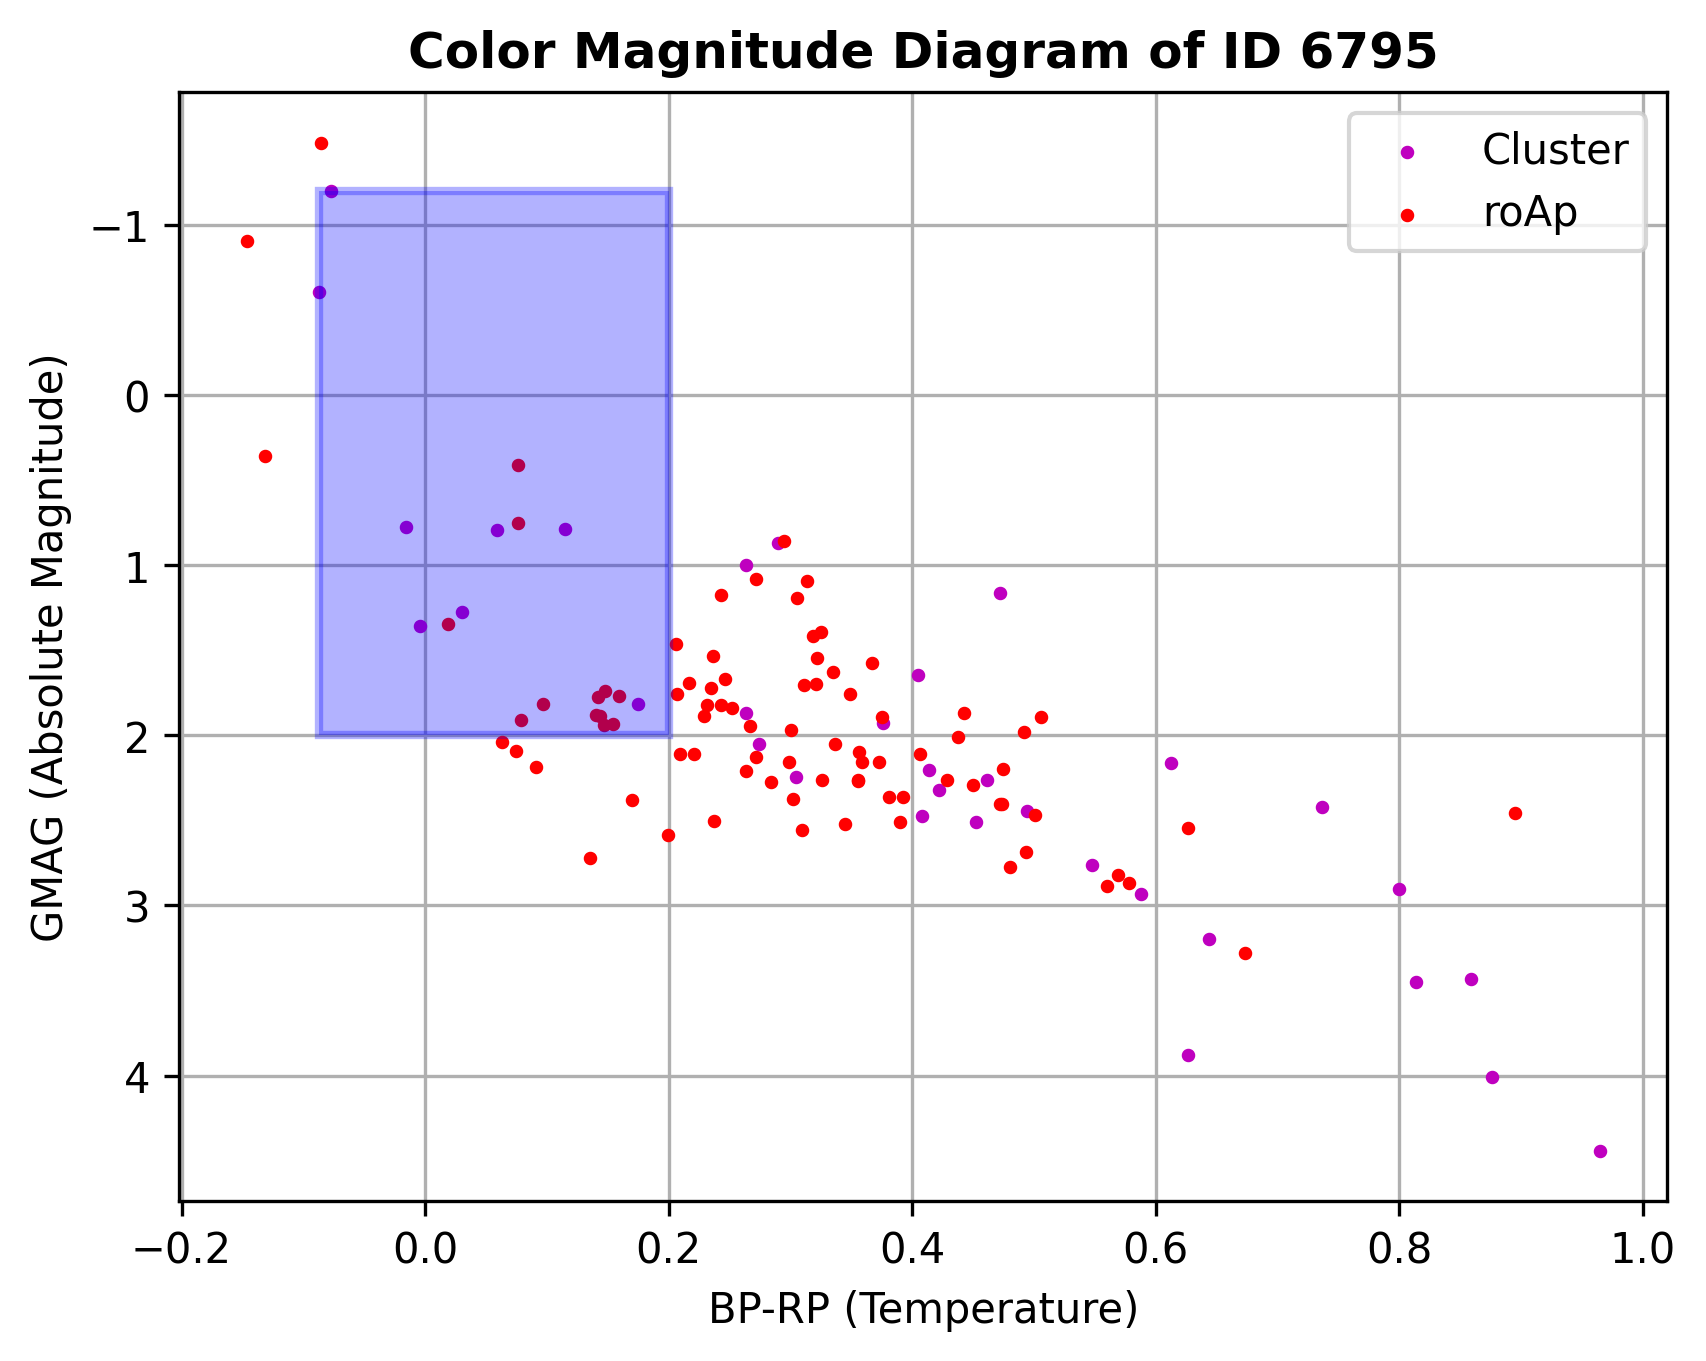 Color Magnitude Diagram of ID 6795
Cluster
roAp
GMAG (Absolute Magnitude)
−1
0
1
2
3
4
−0.2 0.0 0.2 0.4 0.6 0.8 1.0
BP-RP (Temperature)